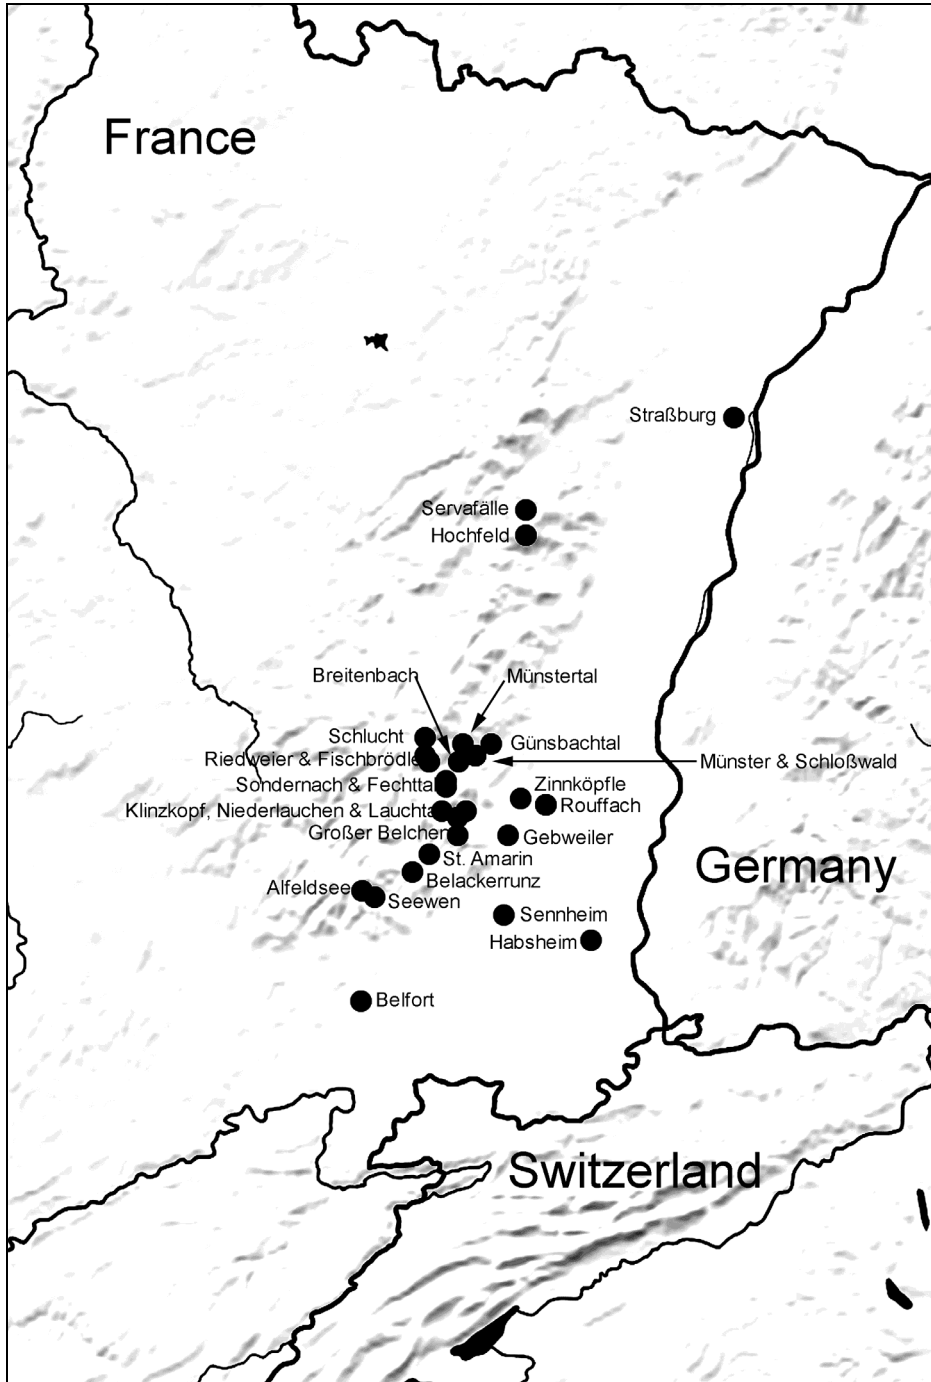 France
Straßburg
Servafälle
Hochfeld
Breitenbach
Münstertal
Schlucht
Günsbachtal
Riedweier & Fischbrödle
Münster & Schloßwald
Sondernach & Fechttal
Zinnköpfle
Rouffach
Klinzkopf, Niederlauchen & Lauchtal
Großer Belchen
Gebweiler
St. Amarin
Germany
Belackerrunz
Alfeldsee
Seewen
Sennheim
Habsheim
Belfort
Switzerland